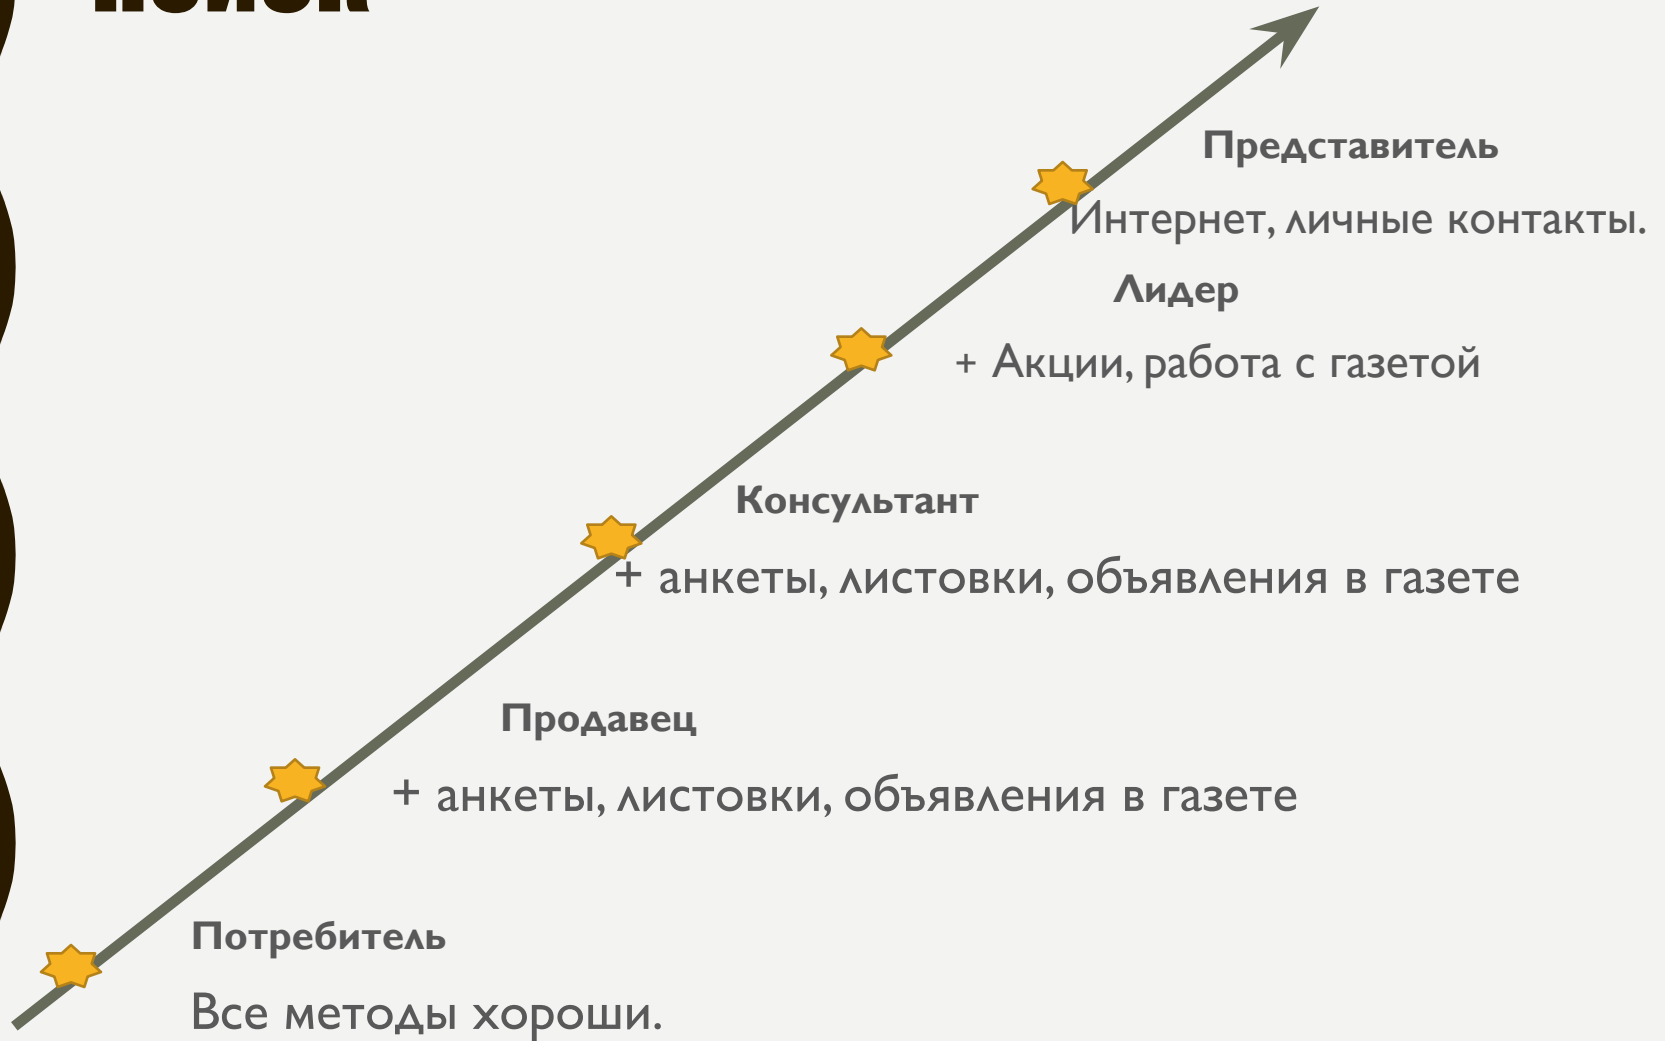 Представитель
Интернет, личные контакты.
Лидер
+ Акции, работа с газетой
Консультант
+ анкеты, листовки, объявления в газете
Продавец
+ анкеты, листовки, объявления в газете
Потребитель
Все методы хороши.